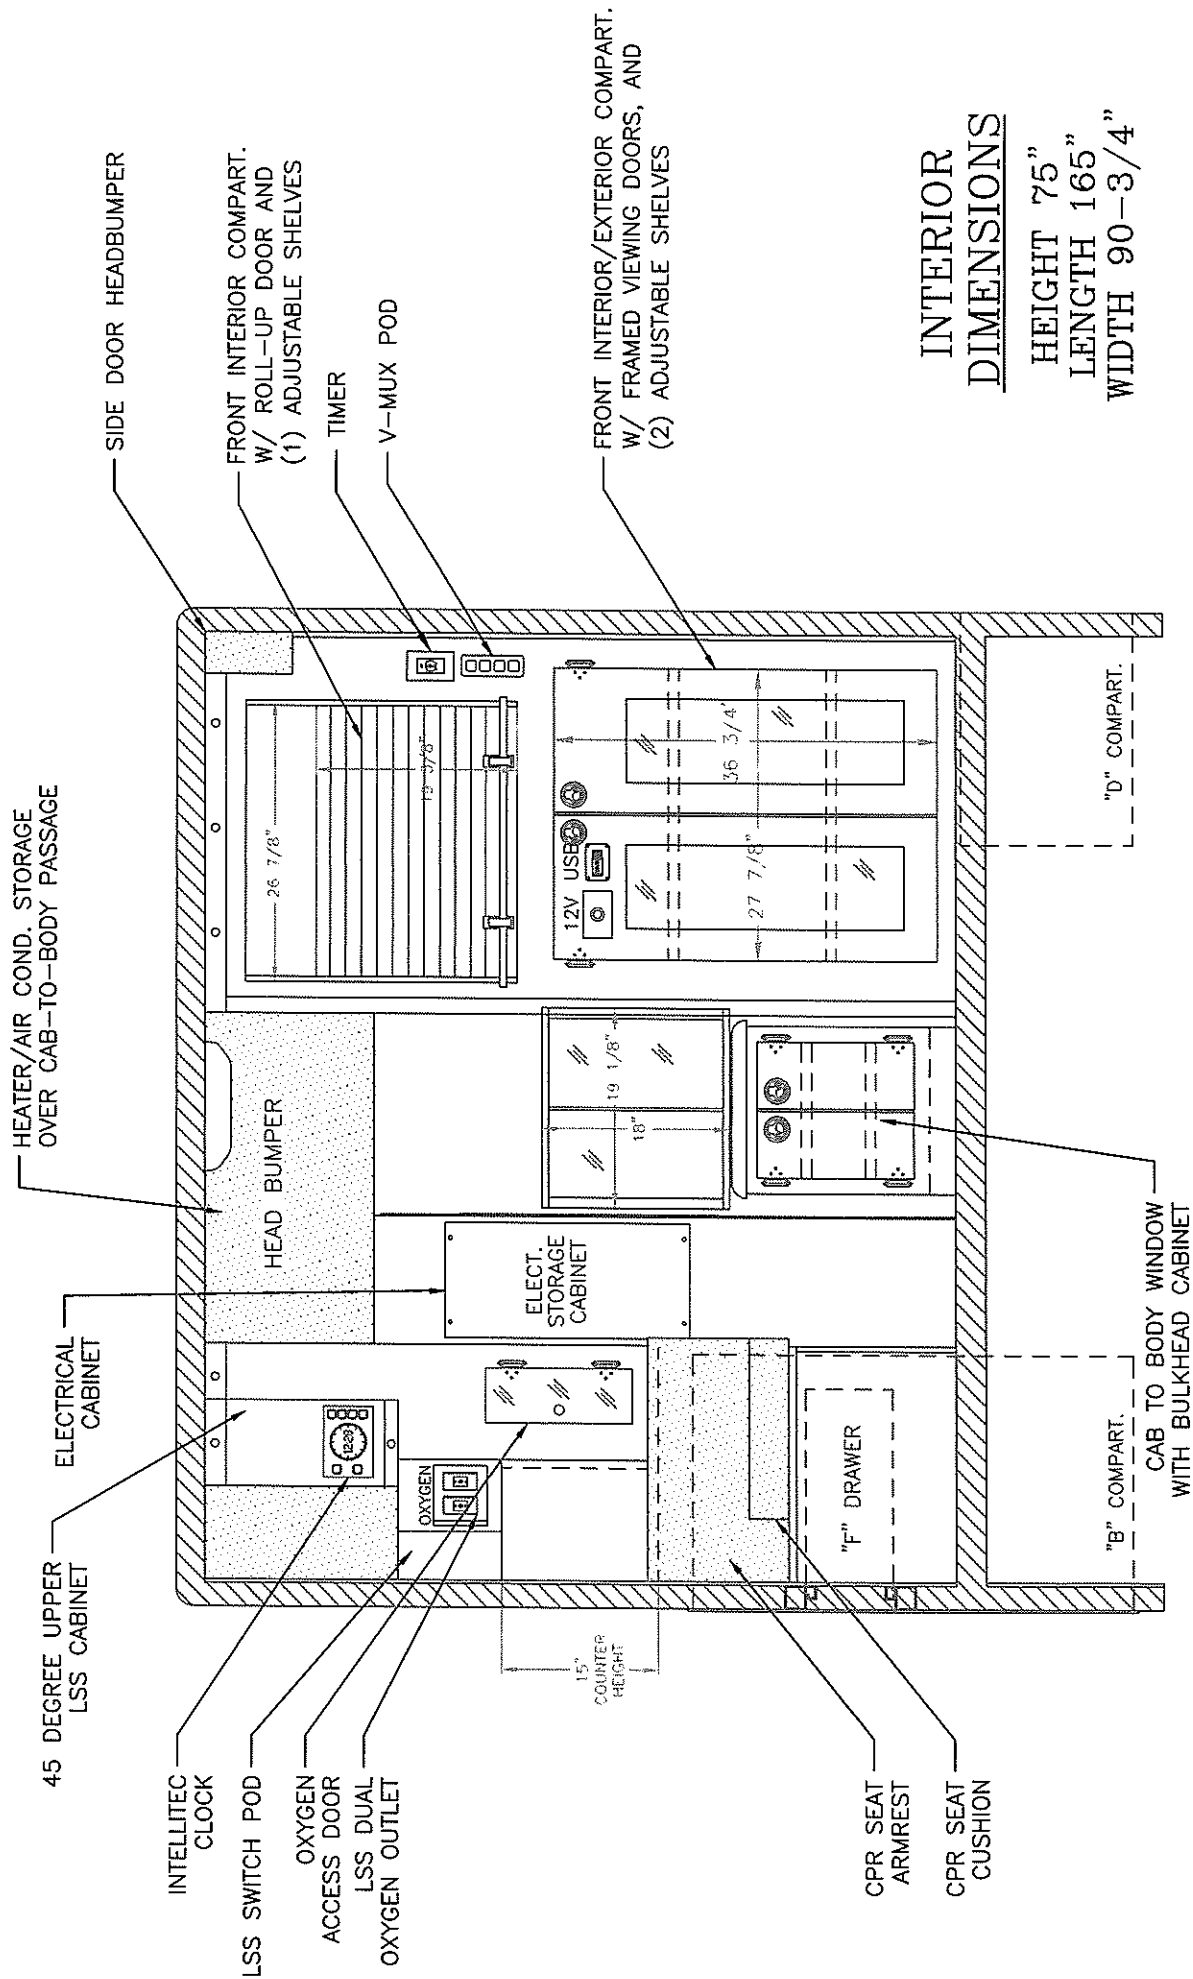 HEATER/AIR COND. STORAGE
OVER CAB-TO-BODY PASSAGE
ELECTRICAL
CABINET
45 DEGREE UPPER
LSS CABINET
INTELLITEC
CLOCK
LSS SWITCH POD
OXYGEN
ACCESS DOOR
LSS DUAL
OXYGEN OUTLET
CPR SEAT
ARMREST
CPR SEAT
CUSHION
SIDE DOOR HEADBUMPER
FRONT INTERIOR COMPART.
W/ ROLL-UP DOOR AND
(1) ADJUSTABLE SHELVES
TIMER
V-MUX POD
FRONT INTERIOR/EXTERIOR COMPART.
W/ FRAMED VIEWING DOORS, AND
(2) ADJUSTABLE SHELVES
HEAD BUMPER
12:29
OXYGEN
ELECT.
STORAGE
CABINET
26 7/8"
12V USB
36 3/4"
27 7/8"
19 1/8"
18"
15"
COUNTER
HEIGHT
"F" DRAWER
"B" COMPART.
"D" COMPART.
CAB TO BODY WINDOW
WITH BULKHEAD CABINET
INTERIOR
DIMENSIONS
HEIGHT 75"
LENGTH 165"
WIDTH 90-3/4"